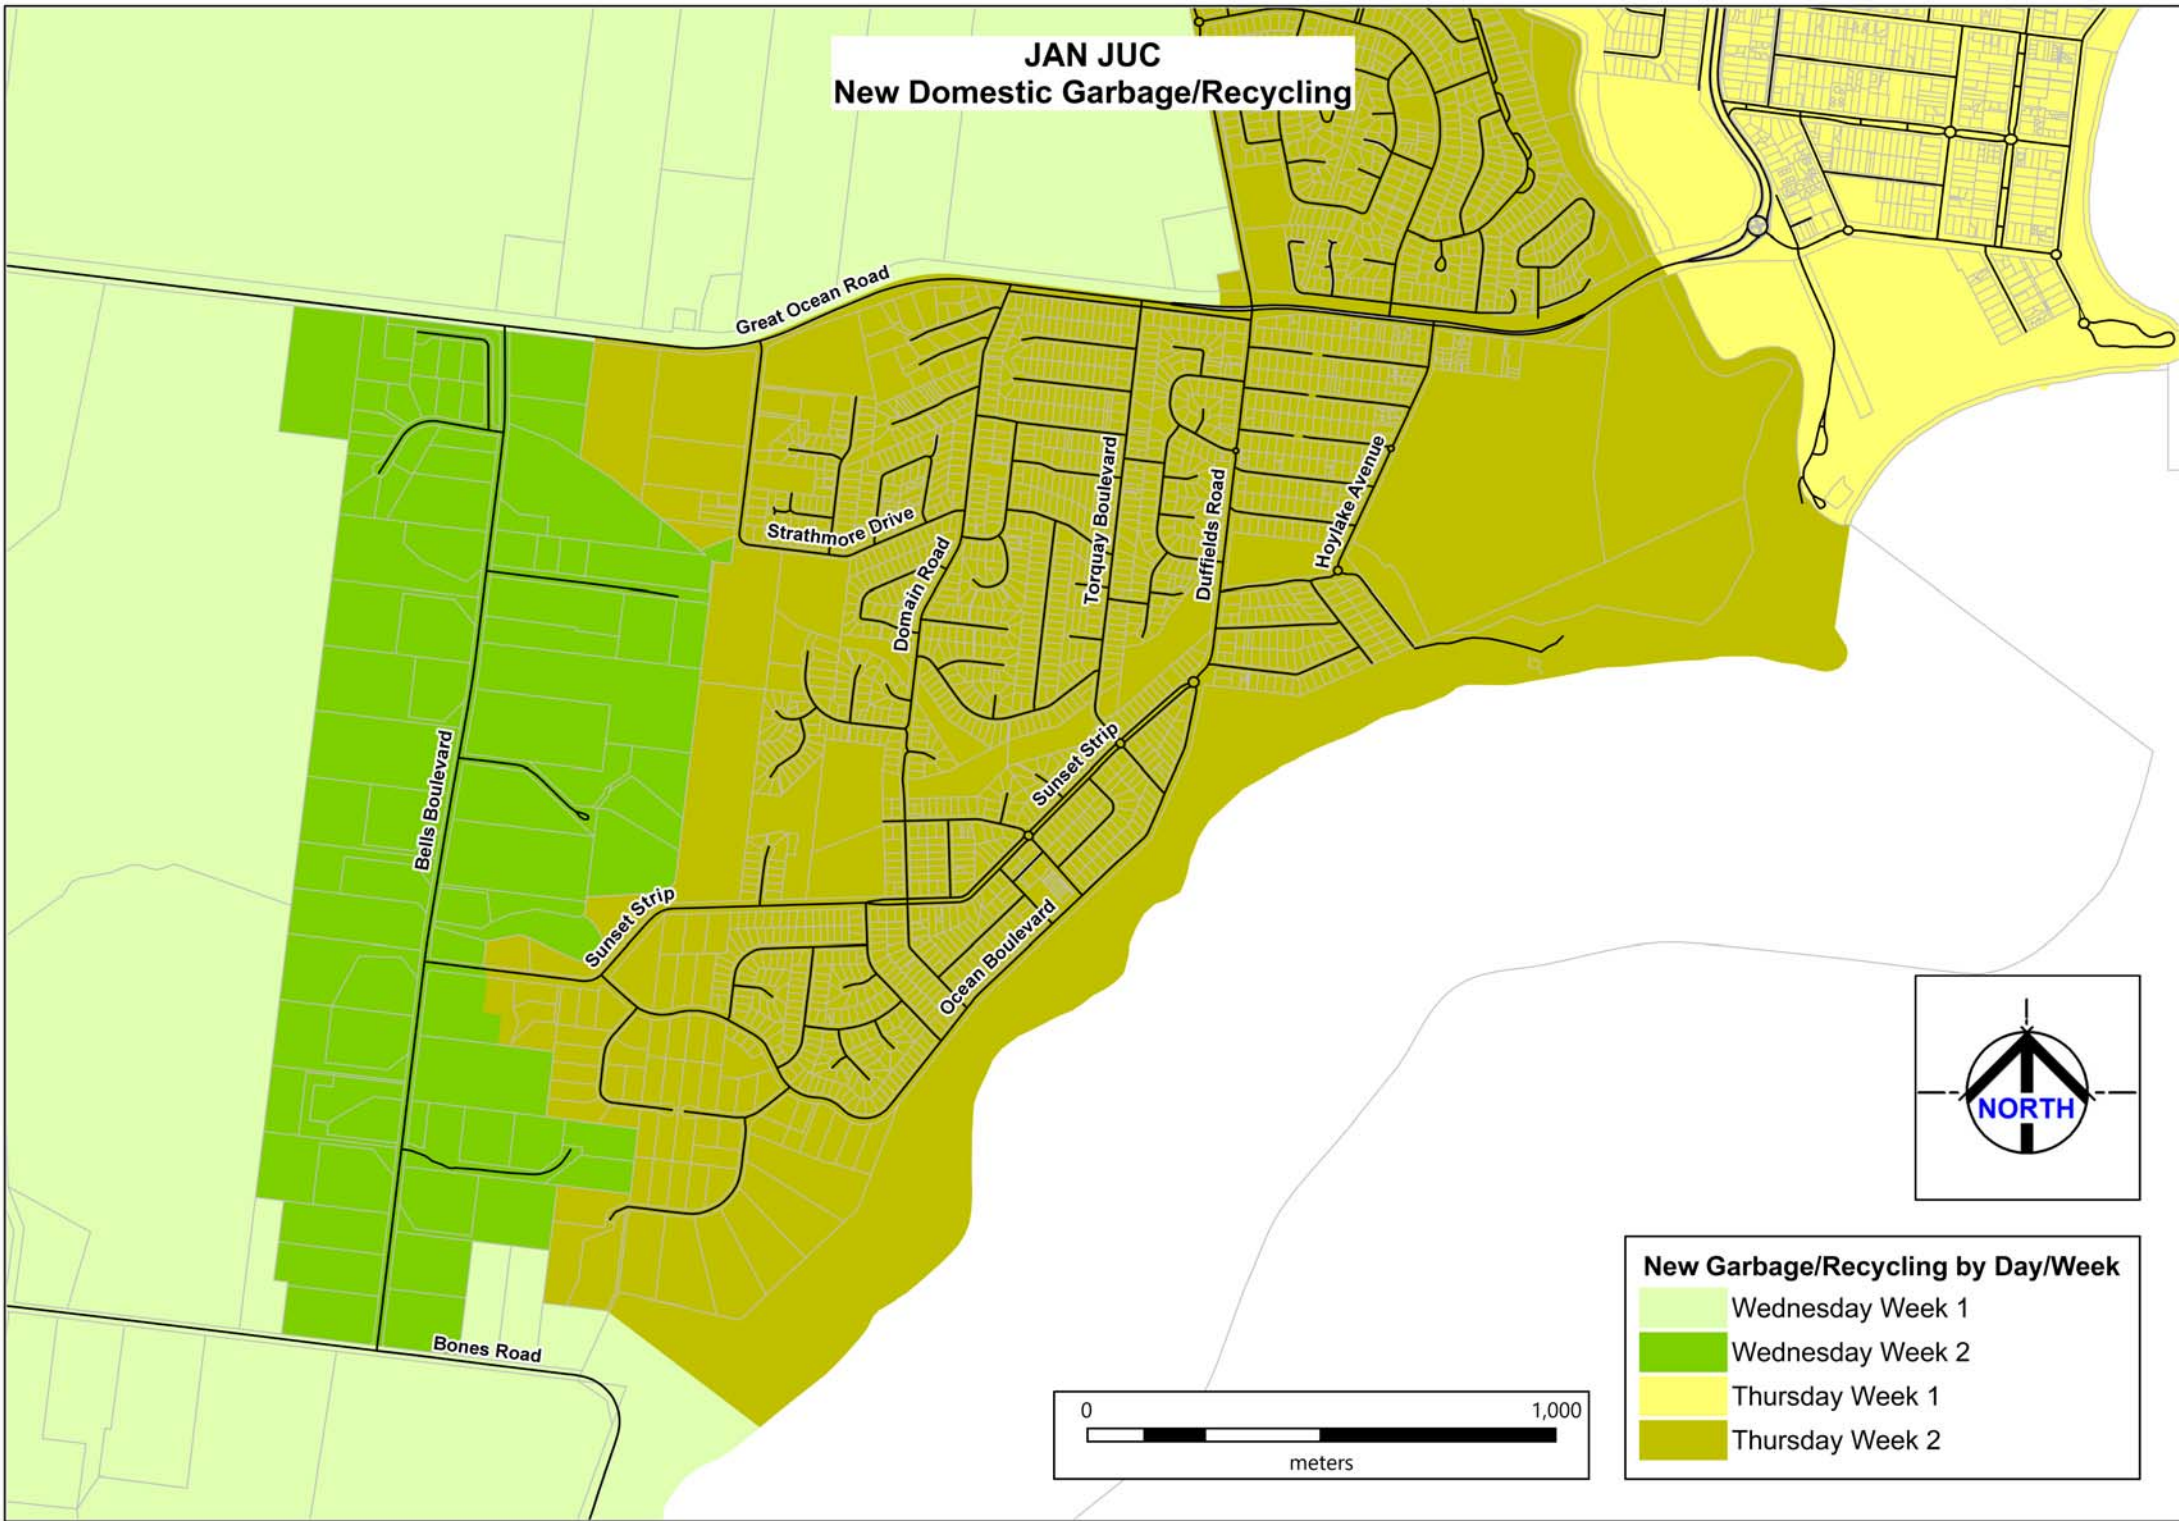 JAN JUC
New Domestic Garbage/Recycling
Great Ocean Road
Strathmore Drive
Domain Road
Torquay Boulevard
Duffields Road
Hoylake Avenue
Bells Boulevard
Sunset Strip
Sunset Strip
Ocean Boulevard
Bones Road
NORTH
0 1,000
meters
New Garbage/Recycling by Day/Week
Wednesday Week 1
Wednesday Week 2
Thursday Week 1
Thursday Week 2